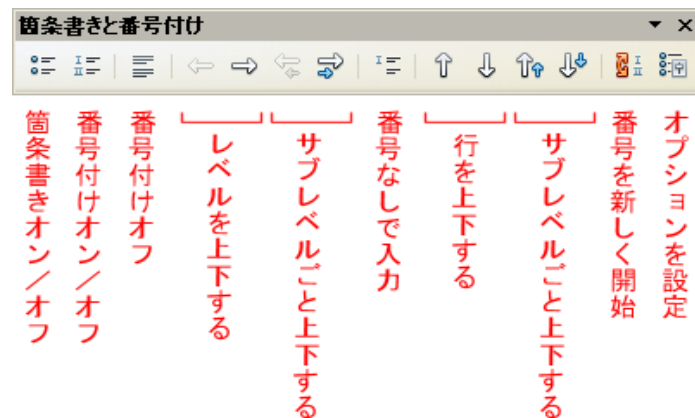 箇条書きと番号付け
箇条書きオン／オフ
番号付けオン／オフ
番号付けオフ
レベルを上下する
サブレベルごと上下する
番号なしで入力
行を上下する
サブレベルごと上下する
番号を新しく開始
オプションを設定